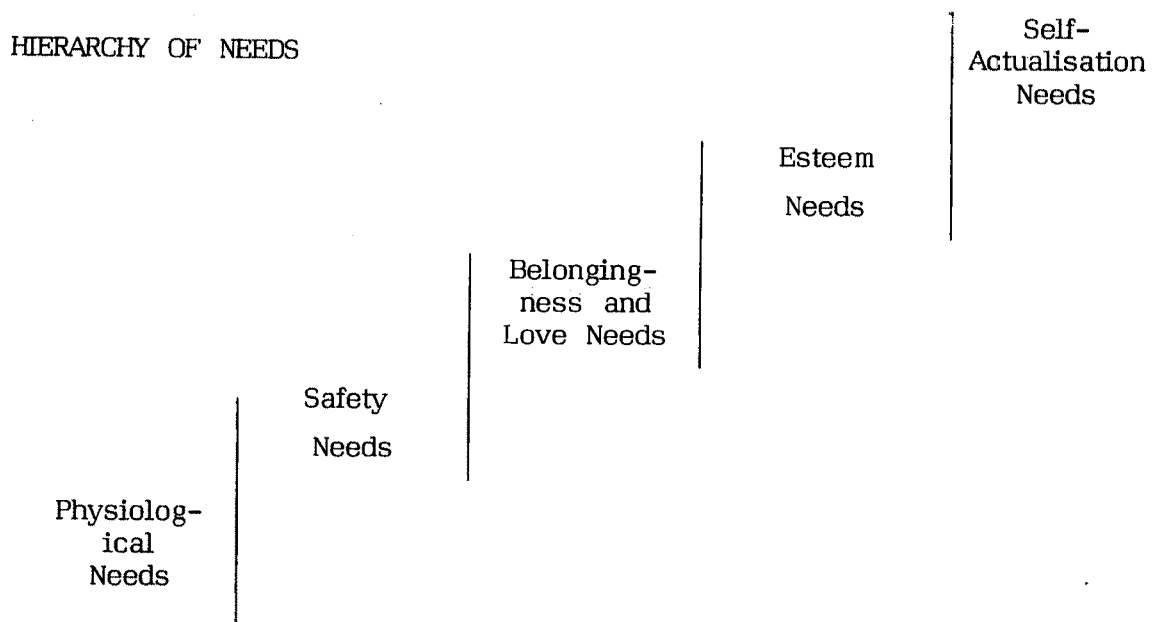 HIERARCHY OF NEEDS
Self-
Actualisation
Needs
Esteem
Needs
Belonging-
ness and
Love Needs
Safety
Needs
Physiolog-
ical
Needs